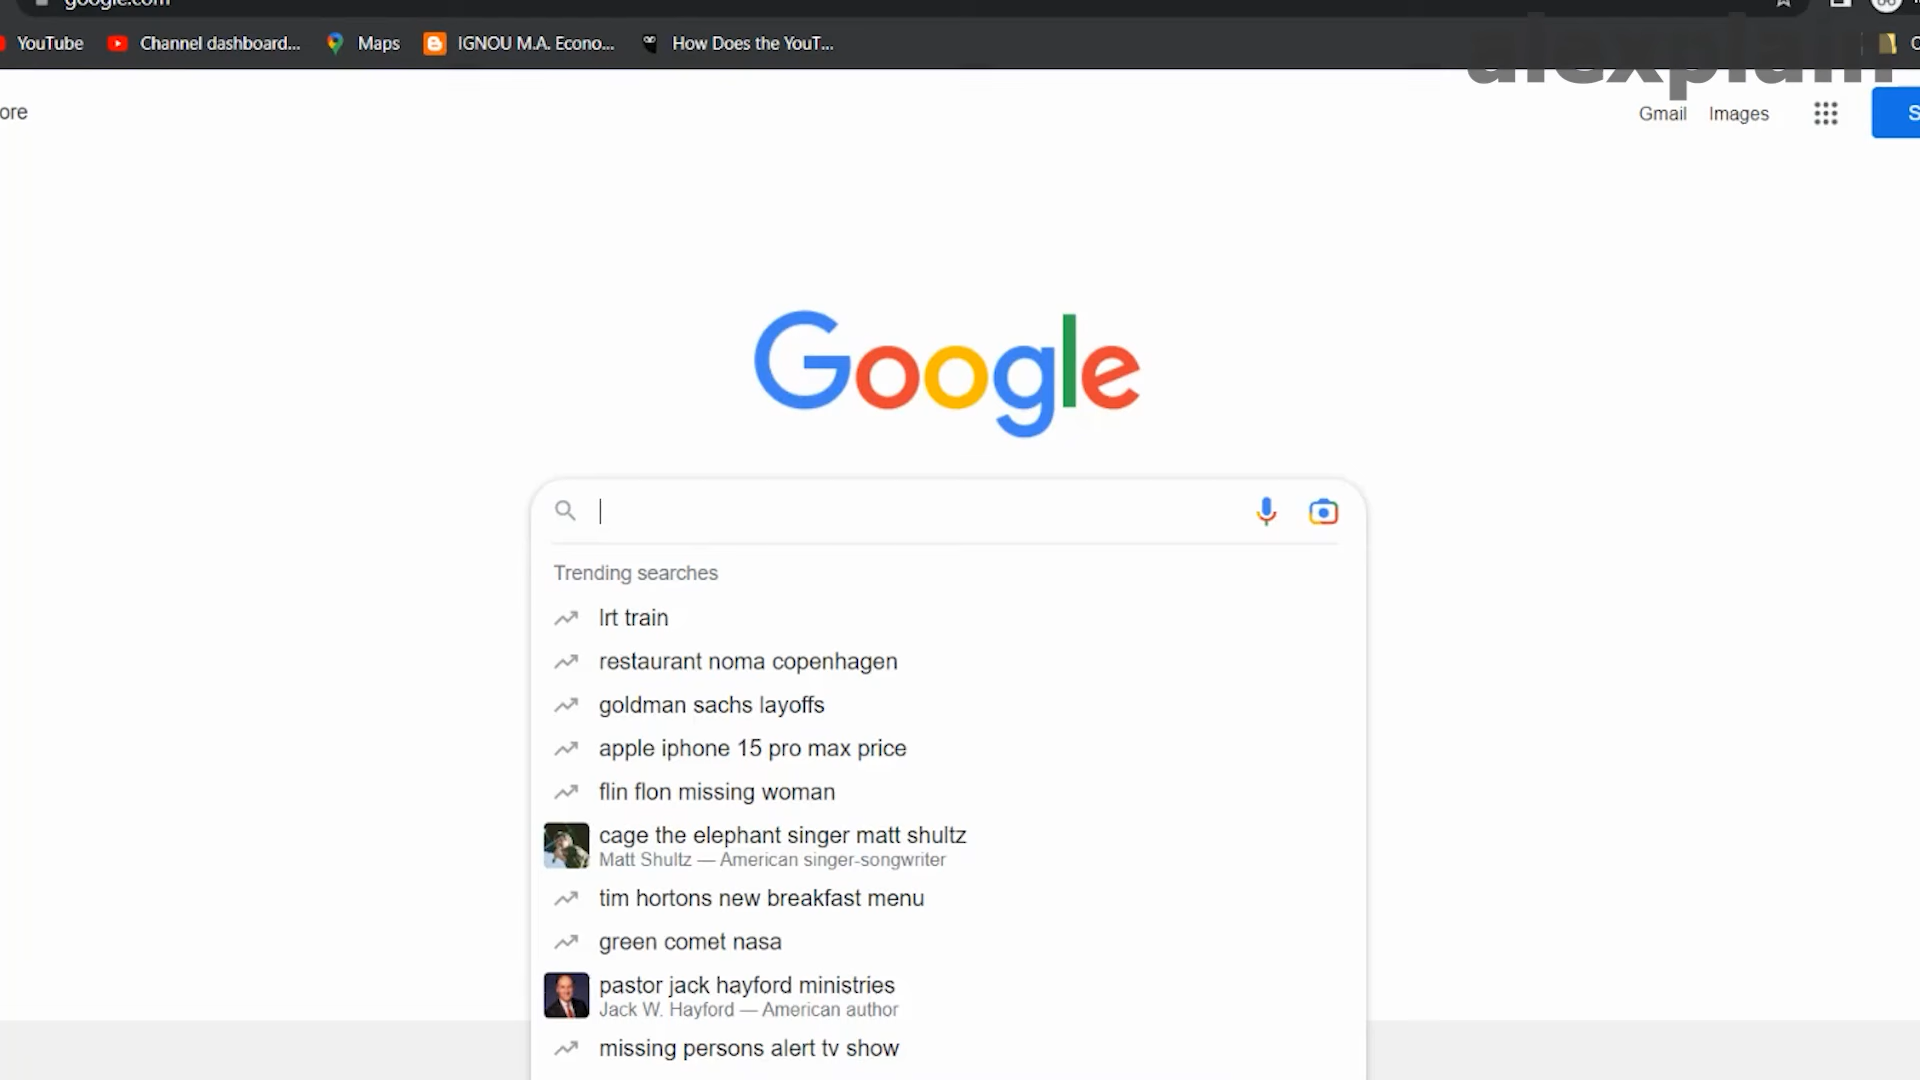 google.com
YouTube
Channel dashboard...
Maps
IGNOU M.A. Econo...
How Does the YouT...
alexplain
ore
Gmail
Images
Google
Trending searches
lrt train
restaurant noma copenhagen
goldman sachs layoffs
apple iphone 15 pro max price
flin flon missing woman
cage the elephant singer matt shultz
Matt Shultz — American singer-songwriter
tim hortons new breakfast menu
green comet nasa
pastor jack hayford ministries
Jack W. Hayford — American author
missing persons alert tv show